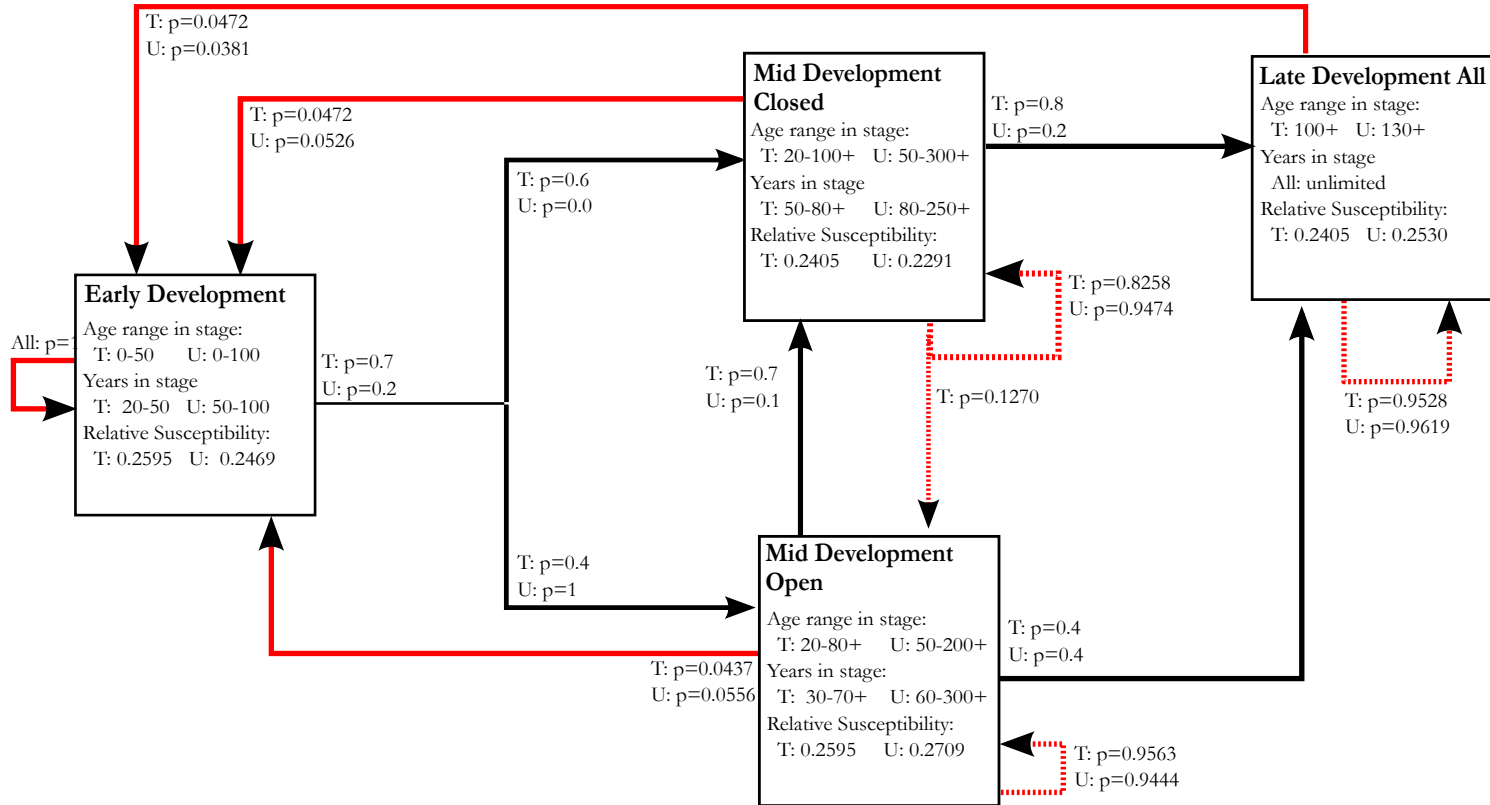 T: p=0.0472
U: p=0.0381
Mid Development
Closed
Age range in stage:
T: 20-100+ U: 50-300+
Years in stage
T: 50-80+ U: 80-250+
Relative Susceptibility:
T: 0.2405 U: 0.2291
Late Development All
Age range in stage:
T: 100+ U: 130+
Years in stage
All: unlimited
Relative Susceptibility:
T: 0.2405 U: 0.2530
T: p=0.0472
U: p=0.0526
T: p=0.8
U: p=0.2
T: p=0.6
U: p=0.0
Early Development
Age range in stage:
T: 0-50 U: 0-100
Years in stage
T: 20-50 U: 50-100
Relative Susceptibility:
T: 0.2595 U: 0.2469
All: p=1
T: p=0.7
U: p=0.2
T: p=0.8258
U: p=0.9474
T: p=0.7
U: p=0.1
T: p=0.1270
T: p=0.9528
U: p=0.9619
T: p=0.4
U: p=1
Mid Development
Open
Age range in stage:
T: 20-80+ U: 50-200+
Years in stage:
T: 30-70+ U: 60-300+
Relative Susceptibility:
T: 0.2595 U: 0.2709
T: p=0.0437
U: p=0.0556
T: p=0.4
U: p=0.4
T: p=0.9563
U: p=0.9444